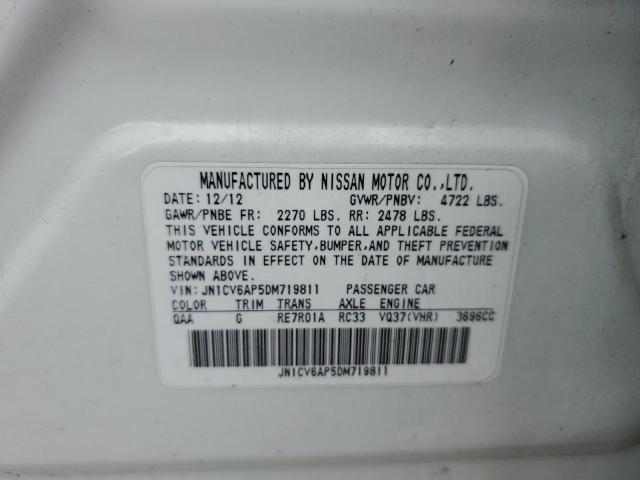 MANUFACTURED BY NISSAN MOTOR CO.,LTD.
DATE: 12/12 GVWR/PNBV: 4722 LBS.
GAWR/PNBE FR: 2270 LBS. RR: 2478 LBS.
THIS VEHICLE CONFORMS TO ALL APPLICABLE FEDERAL
MOTOR VEHICLE SAFETY,BUMPER,AND THEFT PREVENTION
STANDARDS IN EFFECT ON THE DATE OF MANUFACTURE
SHOWN ABOVE.
VIN: JN1CV6AP5DM719811 PASSENGER CAR
COLOR TRIM TRANS AXLE ENGINE
QAA G RE7R01A RC33 VQ37(VHR) 3696CC
JN1CV6AP5DM719811